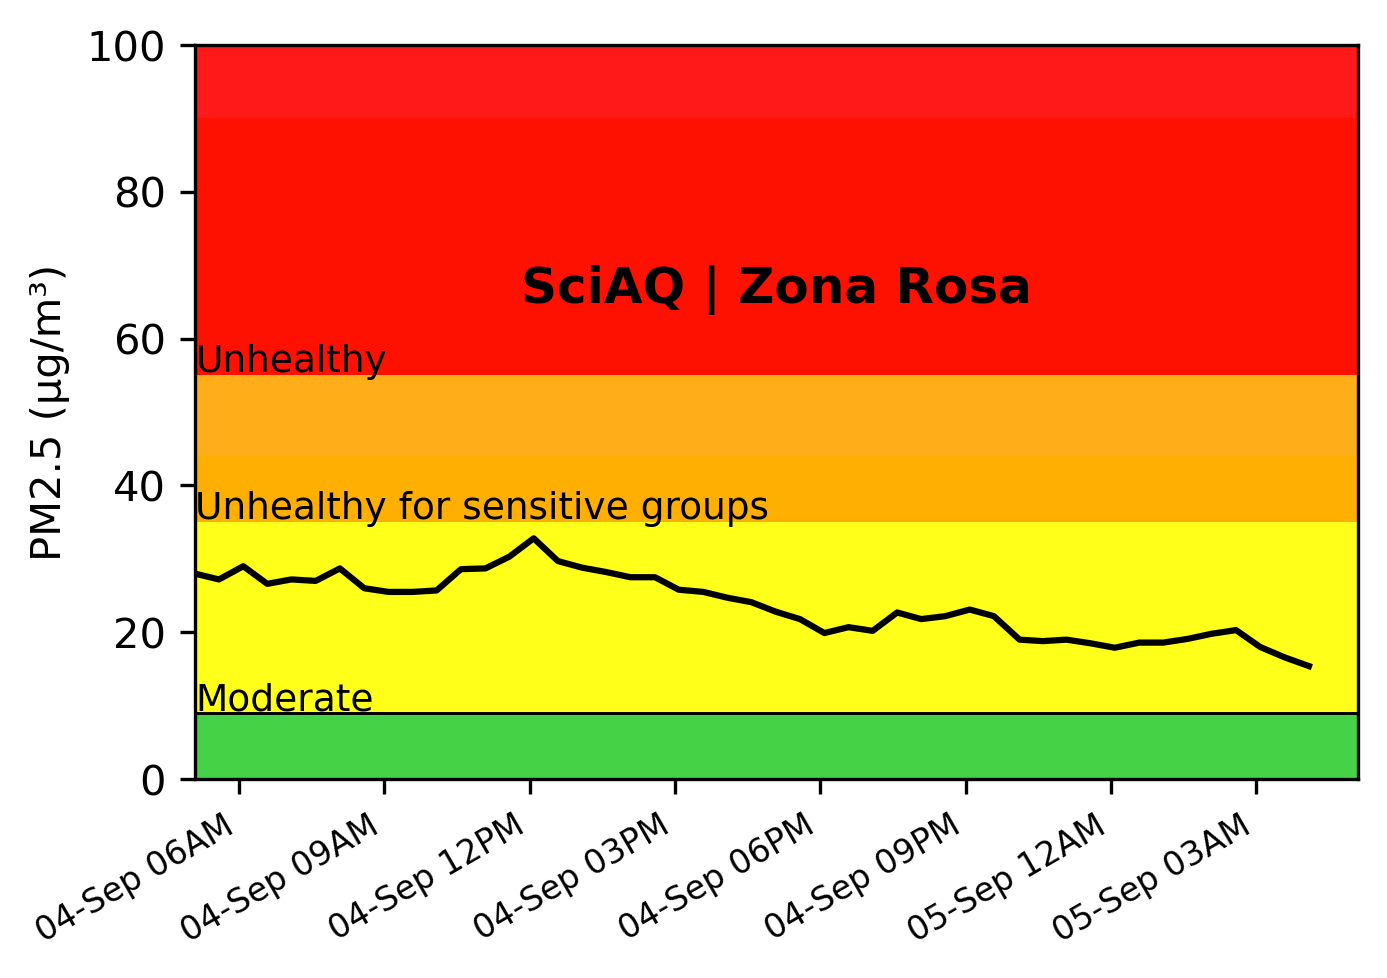 100
80
60
40
20
0
PM2.5 (μg/m³)
SciAQ | Zona Rosa
Unhealthy
Unhealthy for sensitive groups
Moderate
04-Sep 06AM
04-Sep 09AM
04-Sep 12PM
04-Sep 03PM
04-Sep 06PM
04-Sep 09PM
05-Sep 12AM
05-Sep 03AM